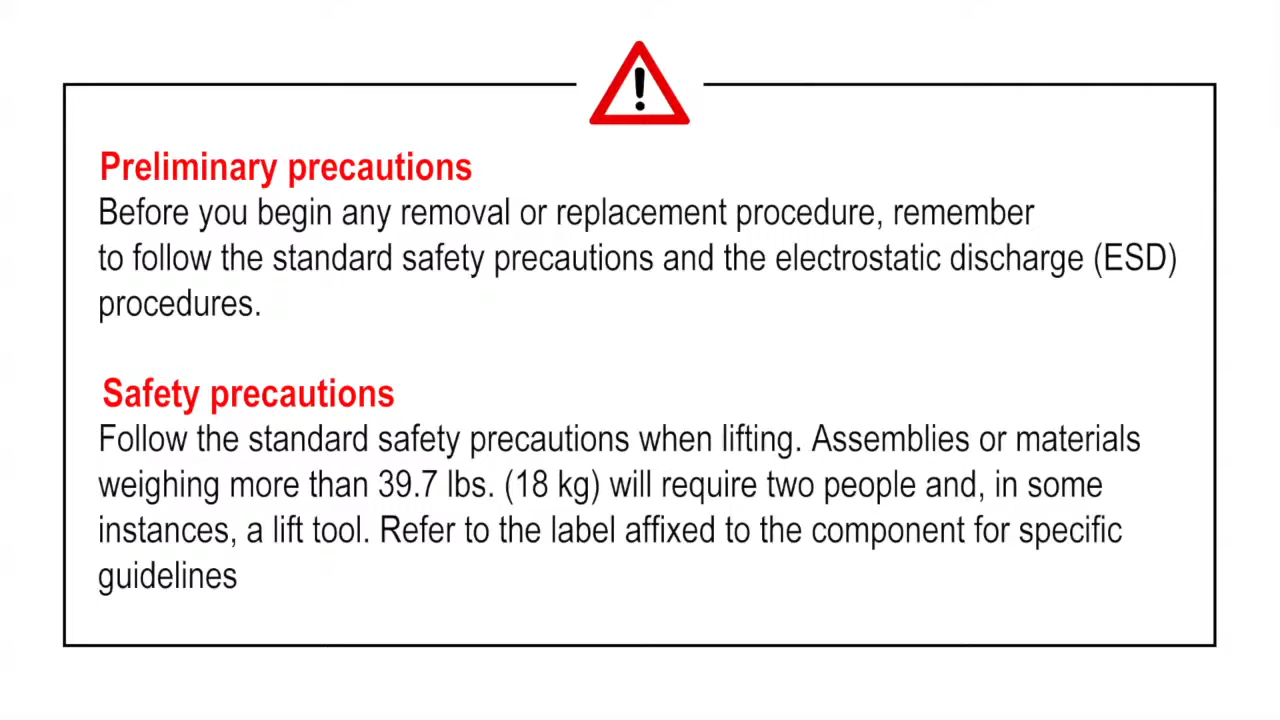 Preliminary precautions
Before you begin any removal or replacement procedure, remember
to follow the standard safety precautions and the electrostatic discharge (ESD)
procedures.
Safety precautions
Follow the standard safety precautions when lifting. Assemblies or materials
weighing more than 39.7 lbs. (18 kg) will require two people and, in some
instances, a lift tool. Refer to the label affixed to the component for specific
guidelines